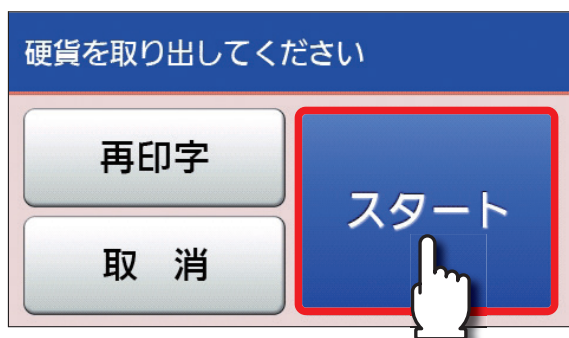 硬貨を取り出してください
再印字
スタート
取　消